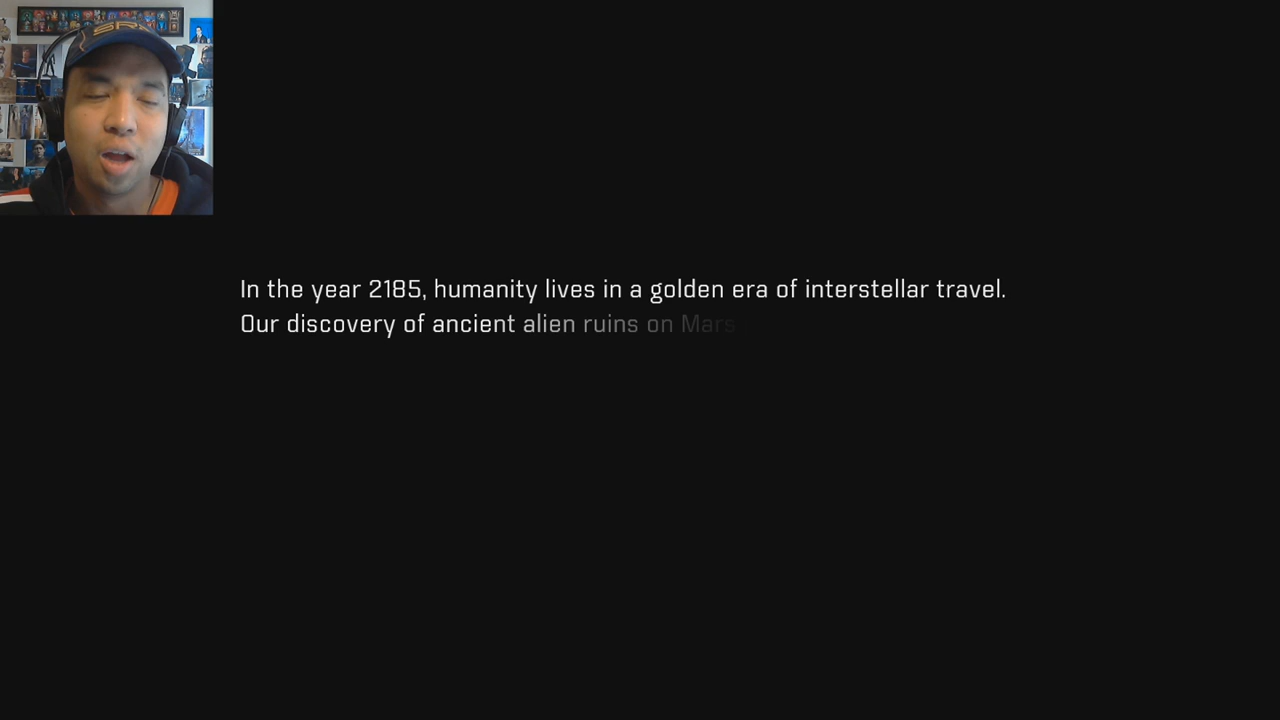 In the year 2185, humanity lives in a golden era of interstellar travel.
Our discovery of ancient alien ruins on Mars